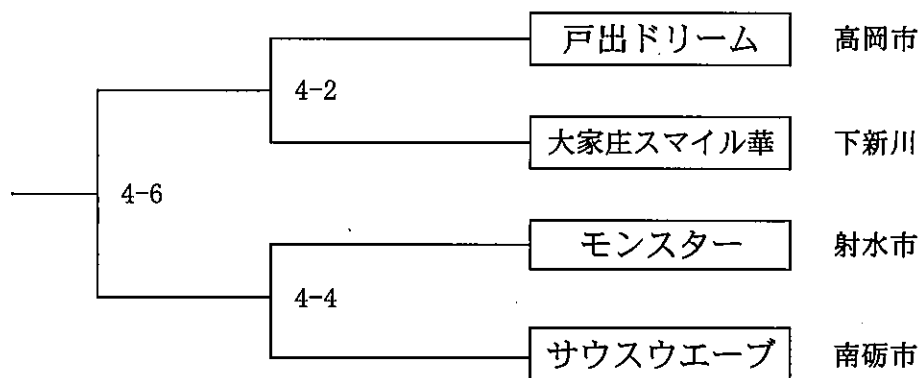 戸出ドリーム 高岡市
4-2
大家庄スマイル華 下新川
4-6
モンスター 射水市
4-4
サウスウエーブ 南砺市